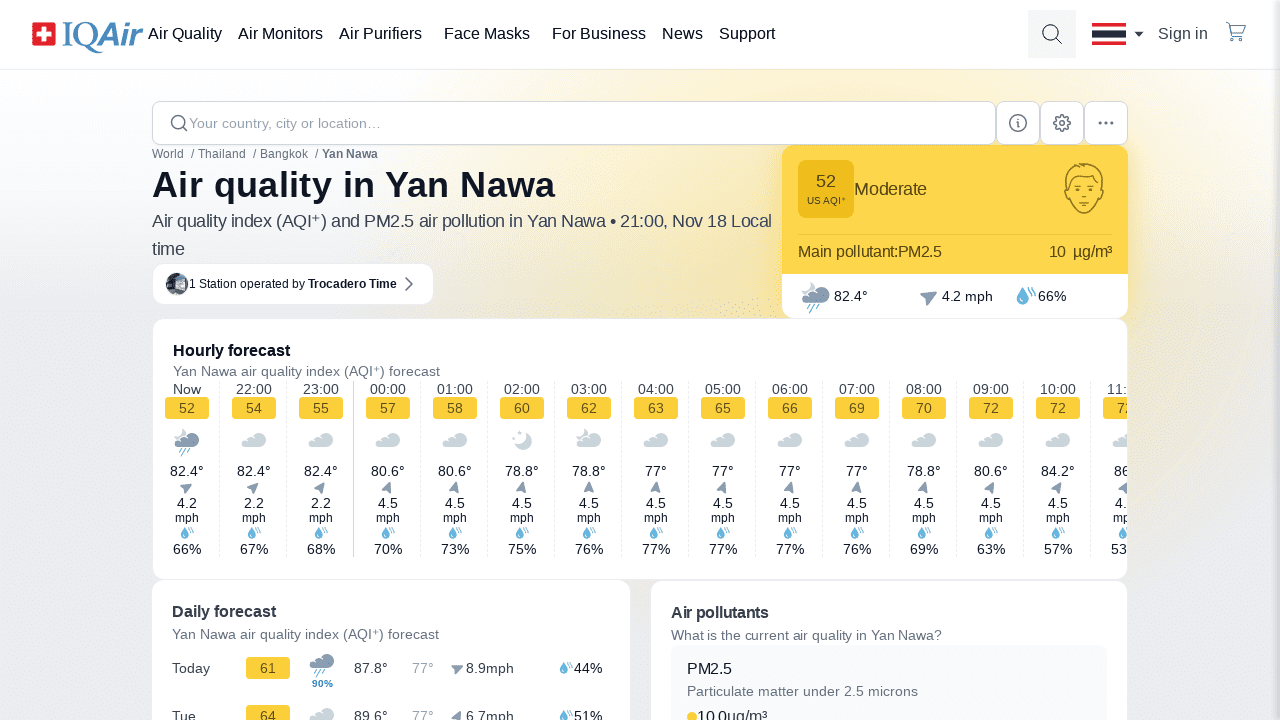 IQAir Air Quality Air Monitors Air Purifiers Face Masks For Business News Support Sign in
Your country, city or location...
World / Thailand / Bangkok / Yan Nawa
Air quality in Yan Nawa
Air quality index (AQI⁺) and PM2.5 air pollution in Yan Nawa • 21:00, Nov 18 Local
time
1 Station operated by Trocadero Time
52
US AQI⁺
Moderate
Main pollutant:PM2.5 10 µg/m³
82.4° 4.2 mph 66%
Hourly forecast
Yan Nawa air quality index (AQI⁺) forecast
Now 22:00 23:00 00:00 01:00 02:00 03:00 04:00 05:00 06:00 07:00 08:00 09:00 10:00 11:
52 54 55 57 58 60 62 63 65 66 69 70 72 72 72
82.4° 82.4° 82.4° 80.6° 80.6° 78.8° 78.8° 77° 77° 77° 77° 78.8° 80.6° 84.2° 86
4.2 2.2 2.2 4.5 4.5 4.5 4.5 4.5 4.5 4.5 4.5 4.5 4.5 4.5 4.
mph mph mph mph mph mph mph mph mph mph mph mph mph mph mp
66% 67% 68% 70% 73% 75% 76% 77% 77% 77% 76% 69% 63% 57% 53
Daily forecast
Yan Nawa air quality index (AQI⁺) forecast
Today 61 90% 87.8° 77° 8.9mph 44%
Tue 64 89.6° 77° 6.7mph 51%
Air pollutants
What is the current air quality in Yan Nawa?
PM2.5
Particulate matter under 2.5 microns
10.0µg/m³